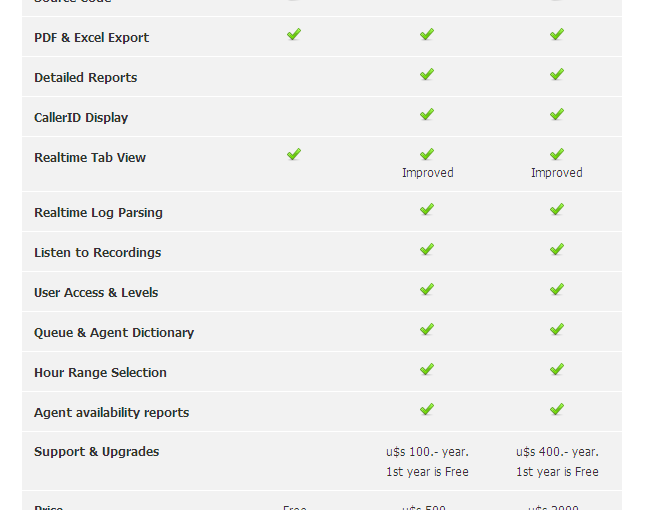 Source Code
PDF & Excel Export
Detailed Reports
CallerID Display
Realtime Tab View
Improved Improved
Realtime Log Parsing
Listen to Recordings
User Access & Levels
Queue & Agent Dictionary
Hour Range Selection
Agent availability reports
Support & Upgrades u$s 100.- year. u$s 400.- year.
1st year is Free 1st year is Free
Price Free u$s 500 u$s 2000